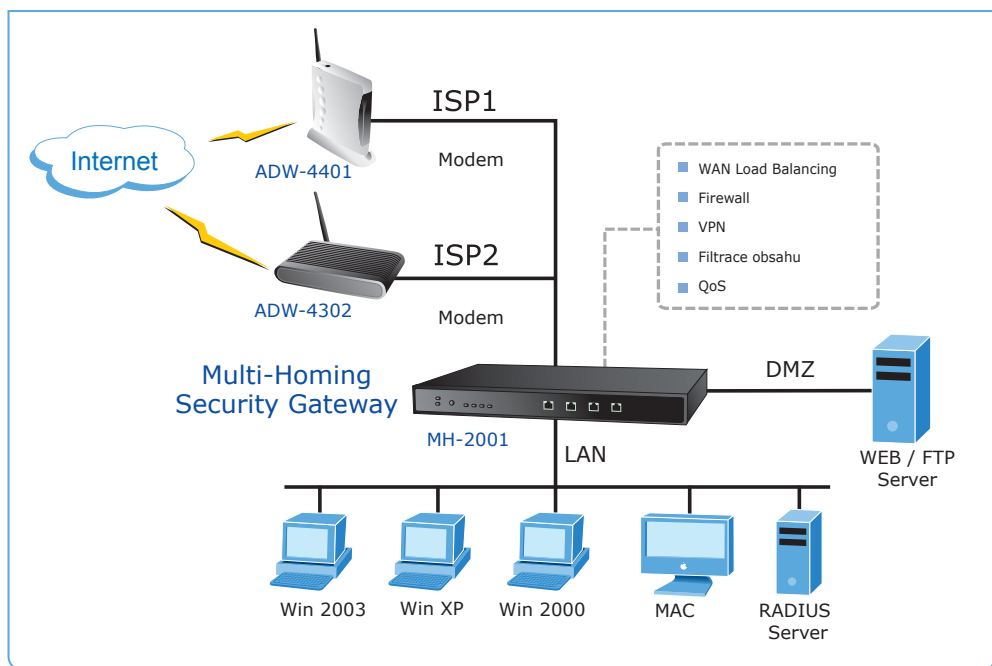 ISP1
Internet
Modem
ADW-4401
WAN Load Balancing
Firewall
VPN
Filtrace obsahu
QoS
ISP2
ADW-4302
Modem
Multi-Homing
Security Gateway
DMZ
MH-2001
LAN
WEB / FTP
Server
Win 2003
Win XP
Win 2000
MAC
RADIUS
Server